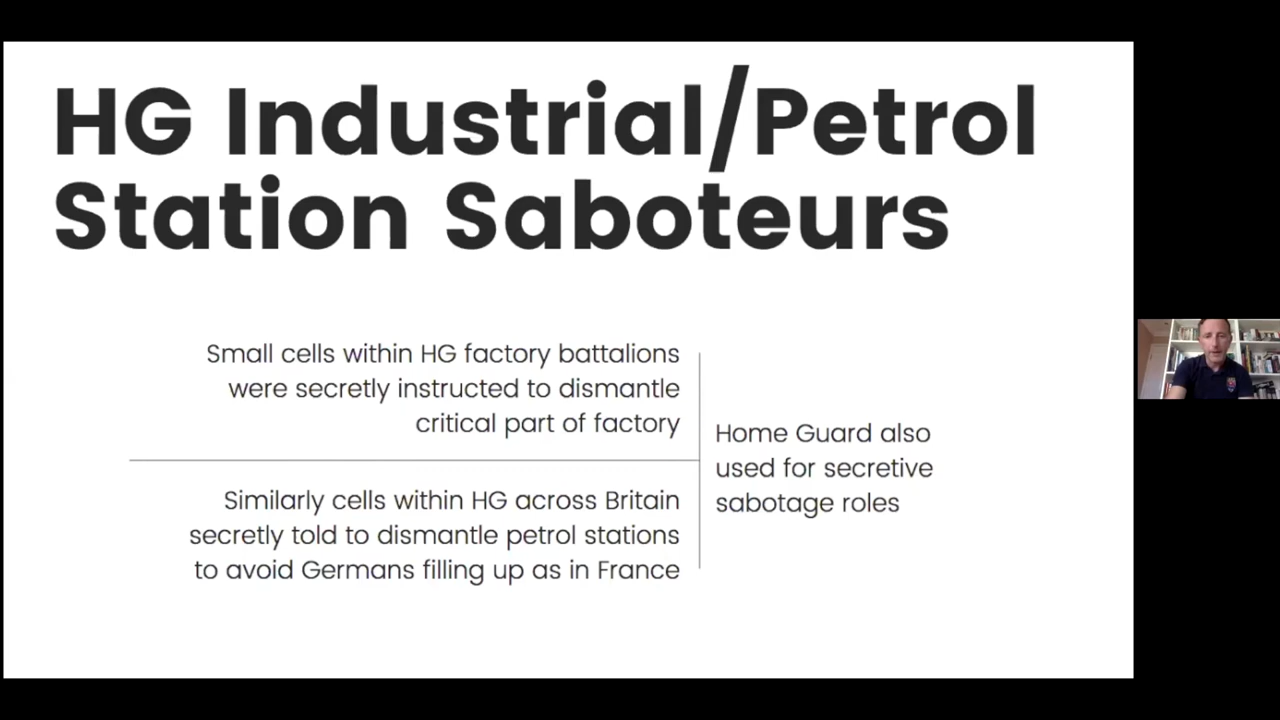 HG Industrial/Petrol
Station Saboteurs
Small cells within HG factory battalions
were secretly instructed to dismantle
critical part of factory
Similarly cells within HG across Britain
secretly told to dismantle petrol stations
to avoid Germans filling up as in France
Home Guard also
used for secretive
sabotage roles